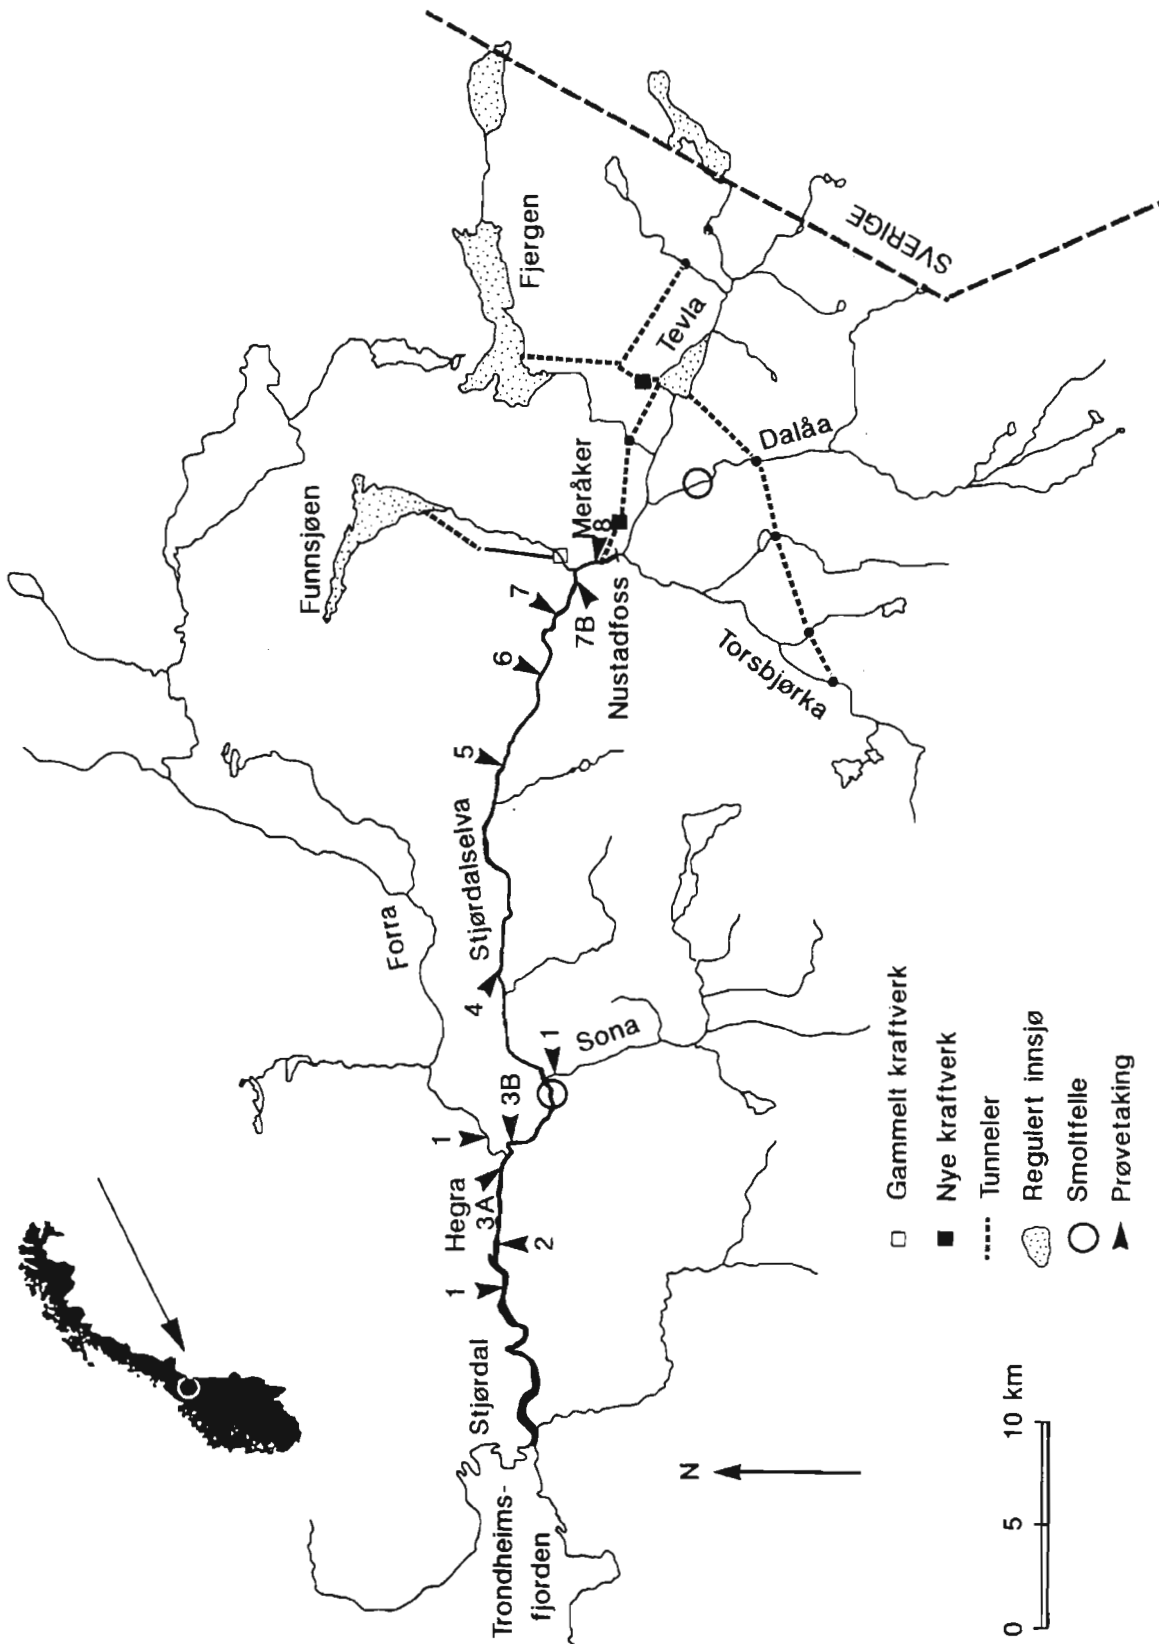 Fjergen
SVERIGE
Tevla
Funnsjøen
Meråker
8
Dalåa
7
7B
Nustadfoss
6
Torsbjørka
5
Stjørdalselva
Forra
4
Sona
1
3B
1
Hegra
3A
2
1
Stjørdal
Trondheims-
fjorden
N
0 5 10 km
Gammelt kraftverk
Nye kraftverk
Tunneler
Regulert innsjø
Smoltfelle
Prøvetaking